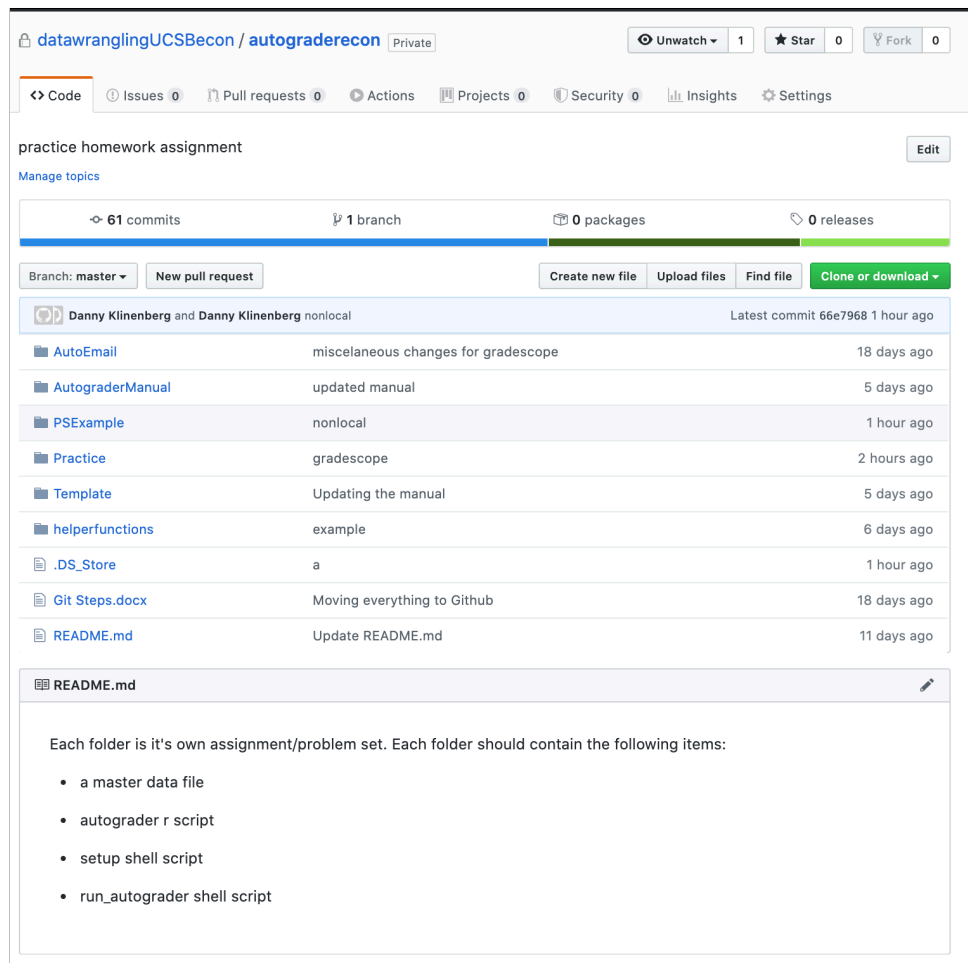 datawranglingUCSBecon / autograderecon Private Unwatch 1 Star 0 Fork 0
Code Issues 0 Pull requests 0 Actions Projects 0 Security 0 Insights Settings
practice homework assignment Edit
Manage topics
61 commits 1 branch 0 packages 0 releases
Branch: master New pull request Create new file Upload files Find file Clone or download
Danny Klinenberg and Danny Klinenberg nonlocal Latest commit 66e7968 1 hour ago
AutoEmail miscelaneous changes for gradescope 18 days ago
AutograderManual updated manual 5 days ago
PSExample nonlocal 1 hour ago
Practice gradescope 2 hours ago
Template Updating the manual 5 days ago
helperfunctions example 6 days ago
.DS_Store a 1 hour ago
Git Steps.docx Moving everything to Github 18 days ago
README.md Update README.md 11 days ago
README.md
Each folder is it's own assignment/problem set. Each folder should contain the following items:
• a master data file
• autograder r script
• setup shell script
• run_autograder shell script